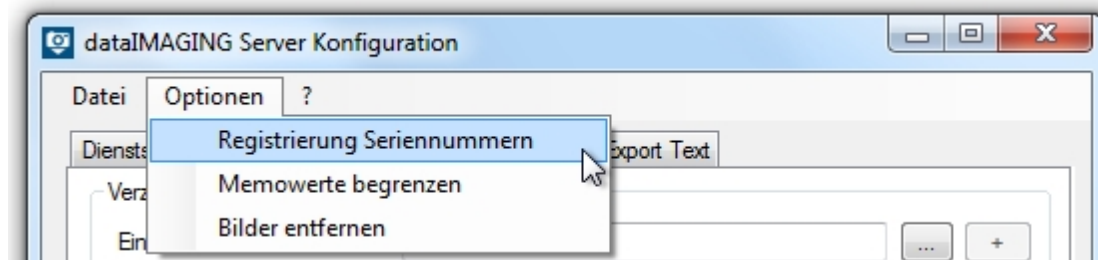 dataIMAGING Server Konfiguration
Datei Optionen ?
Registrierung Seriennummern
Export Text
Memowerte begrenzen
Bilder entfernen
... +